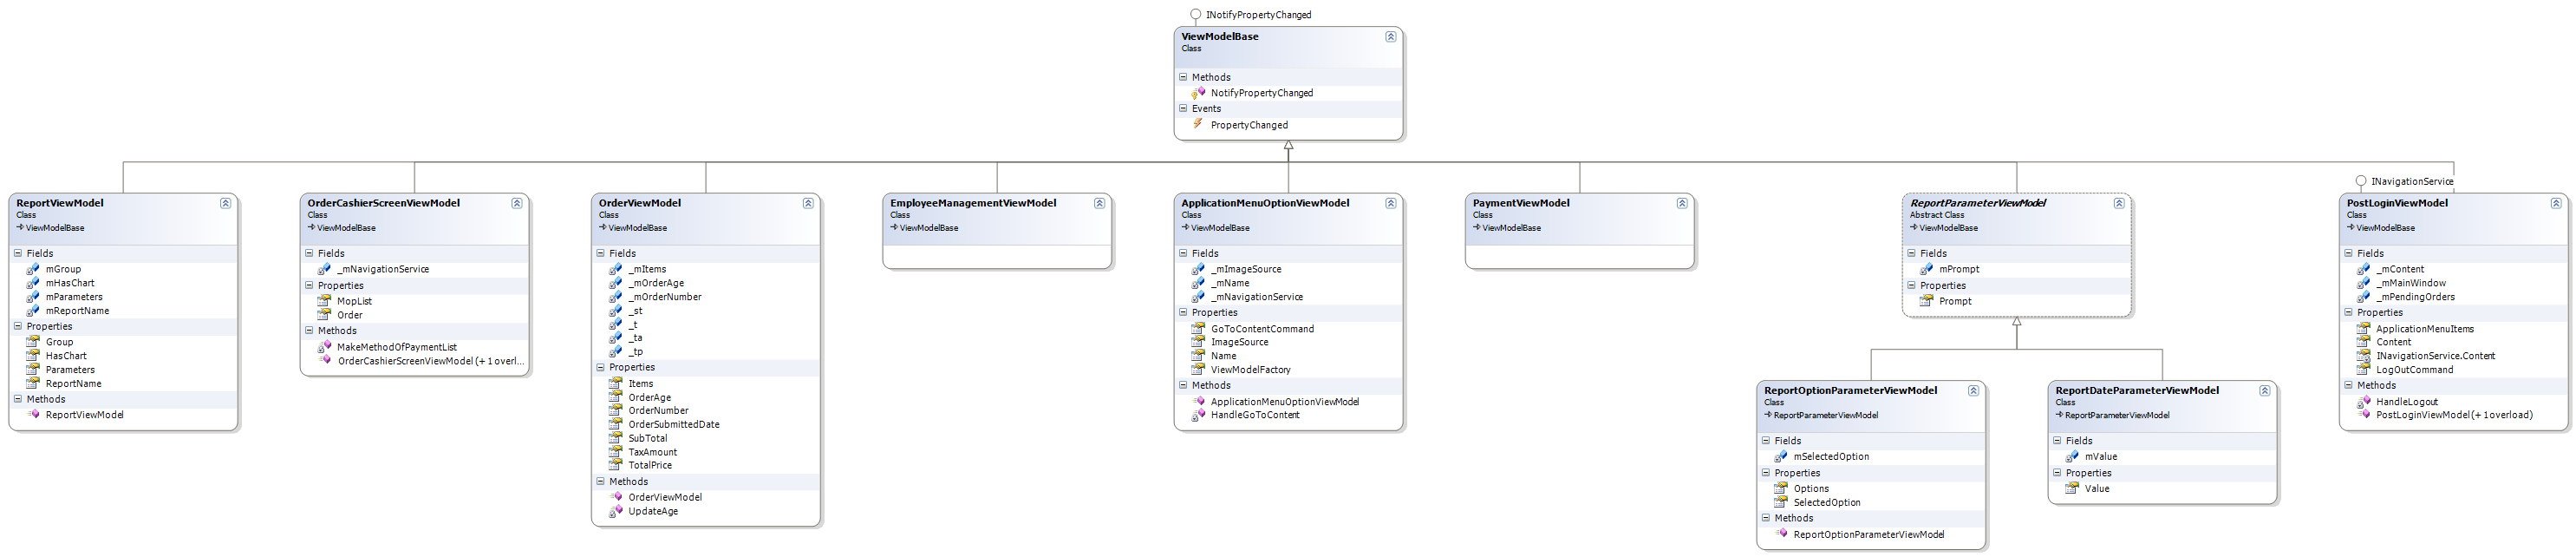 INotifyPropertyChanged
ViewModelBase
Class
Methods
NotifyPropertyChanged
Events
PropertyChanged
ReportViewModel
Class
ViewModelBase
Fields
mGroup
mHasChart
mParameters
mReportName
Properties
Group
HasChart
Parameters
ReportName
Methods
ReportViewModel
OrderCashierScreenViewModel
Class
ViewModelBase
Fields
_mNavigationService
Properties
MopList
Order
Methods
MakeMethodOfPaymentList
OrderCashierScreenViewModel (+ 1 overl...
OrderViewModel
Class
ViewModelBase
Fields
_mItems
_mOrderAge
_mOrderNumber
_st
_t
_ta
_tp
Properties
Items
OrderAge
OrderNumber
OrderSubmittedDate
SubTotal
TaxAmount
TotalPrice
Methods
OrderViewModel
UpdateAge
EmployeeManagementViewModel
Class
ViewModelBase
ApplicationMenuOptionViewModel
Class
ViewModelBase
Fields
_mImageSource
_mName
_mNavigationService
Properties
GoToContentCommand
ImageSource
Name
ViewModelFactory
Methods
ApplicationMenuOptionViewModel
HandleGoToContent
PaymentViewModel
Class
ViewModelBase
ReportParameterViewModel
Abstract Class
ViewModelBase
Fields
mPrompt
Properties
Prompt
INavigationService
PostLoginViewModel
Class
ViewModelBase
Fields
_mContent
_mMainWindow
_mPendingOrders
Properties
ApplicationMenuItems
Content
INavigationService.Content
LogOutCommand
Methods
HandleLogout
PostLoginViewModel (+ 1 overload)
ReportOptionParameterViewModel
Class
ReportParameterViewModel
Fields
mSelectedOption
Properties
Options
SelectedOption
Methods
ReportOptionParameterViewModel
ReportDateParameterViewModel
Class
ReportParameterViewModel
Fields
mValue
Properties
Value